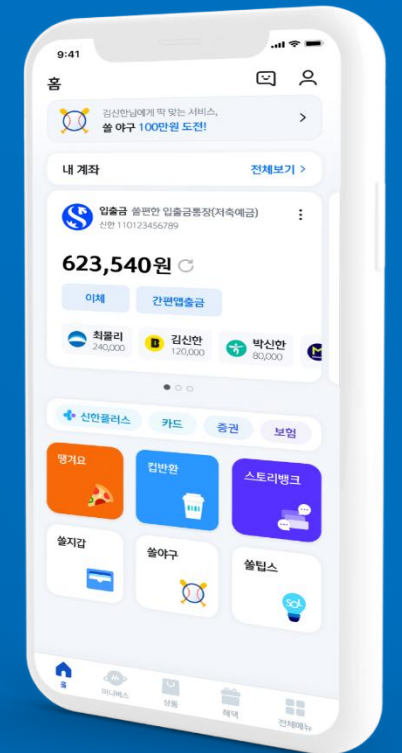 9:41
홈
김신한님에게 딱 맞는 서비스,
쏠 야구 100만원 도전!
내 계좌
전체보기 >
입출금 쏠편한 입출금통장(저축예금)
신한 110123456789
623,540원
이체
간편앱출금
최몰리
240,000
김신한
120,000
박신한
80,000
신한플러스
카드
증권
보험
땡겨요
컵반환
스토리뱅크
쏠지갑
쏠야구
쏠팁스
SOL
홈
머니버스
상품
혜택
전체메뉴